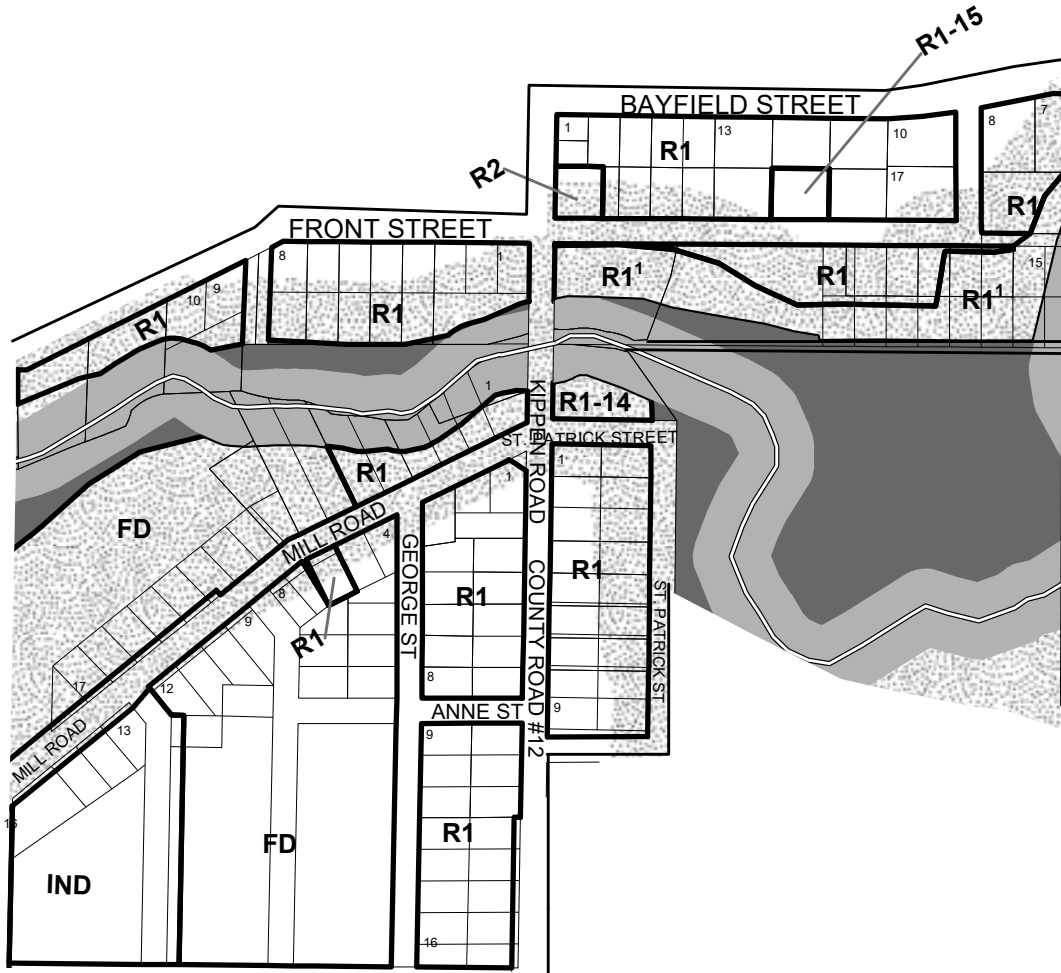 R1-15
BAYFIELD STREET
1
13
10
8
7
R1
R2
17
R1
FRONT STREET
8
1
9
10
R1
R1
R1¹
R1
R1¹
15
1
KIPPEN ROAD
R1-14
ST. PATRICK STREET
R1
1
1
FD
MILL ROAD
4
GEORGE ST
COUNTY ROAD #12
R1
R1
ST. PATRICK ST
8
9
R1
17
12
8
9
ANNE ST
13
MILL ROAD
9
16
R1
FD
IND
16